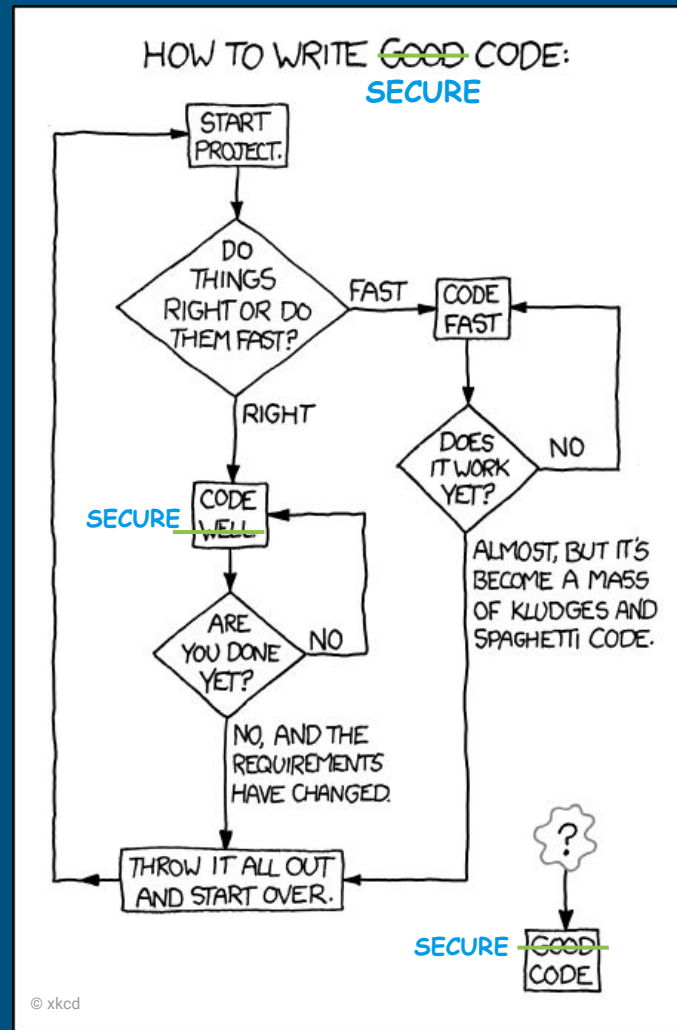 HOW TO WRITE GOOD CODE:
SECURE
START
PROJECT.
DO
THINGS
RIGHT OR DO
THEM FAST?
FAST
CODE
FAST
RIGHT
DOES
IT WORK
YET?
NO
SECURE
CODE
WELL
ALMOST, BUT IT'S
BECOME A MASS
OF KLUDGES AND
SPAGHETTI CODE.
ARE
YOU DONE
YET?
NO
NO, AND THE
REQUIREMENTS
HAVE CHANGED.
THROW IT ALL OUT
AND START OVER.
?
SECURE GOOD
CODE
© xkcd